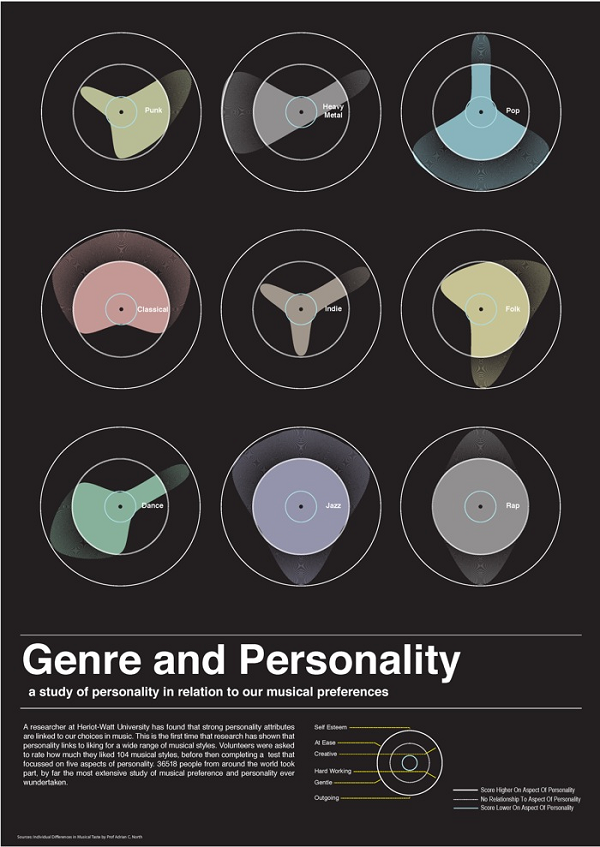 Punk
Heavy
Metal
Pop
Classical
Indie
Folk
Dance
Jazz
Rap
Genre and Personality
a study of personality in relation to our musical preferences
A researcher at Heriot-Watt University has found that strong personality attributes
are linked to our choices in music. This is the first time that research has shown that
personality links to liking for a wide range of musical styles. Volunteers were asked
to rate how much they liked 104 musical styles, before then completing a test that
focussed on five aspects of personality. 36518 people from around the world took
part, by far the most extensive study of musical preference and personality ever
wundertaken.
Self Esteem
At Ease
Creative
Hard Working
Gentle
Outgoing
Score Higher On Aspect Of Personality
No Relationship To Aspect Of Personality
Score Lower On Aspect Of Personality
Sources: Individual Differences in Musical Taste by Prof Adrian C. North